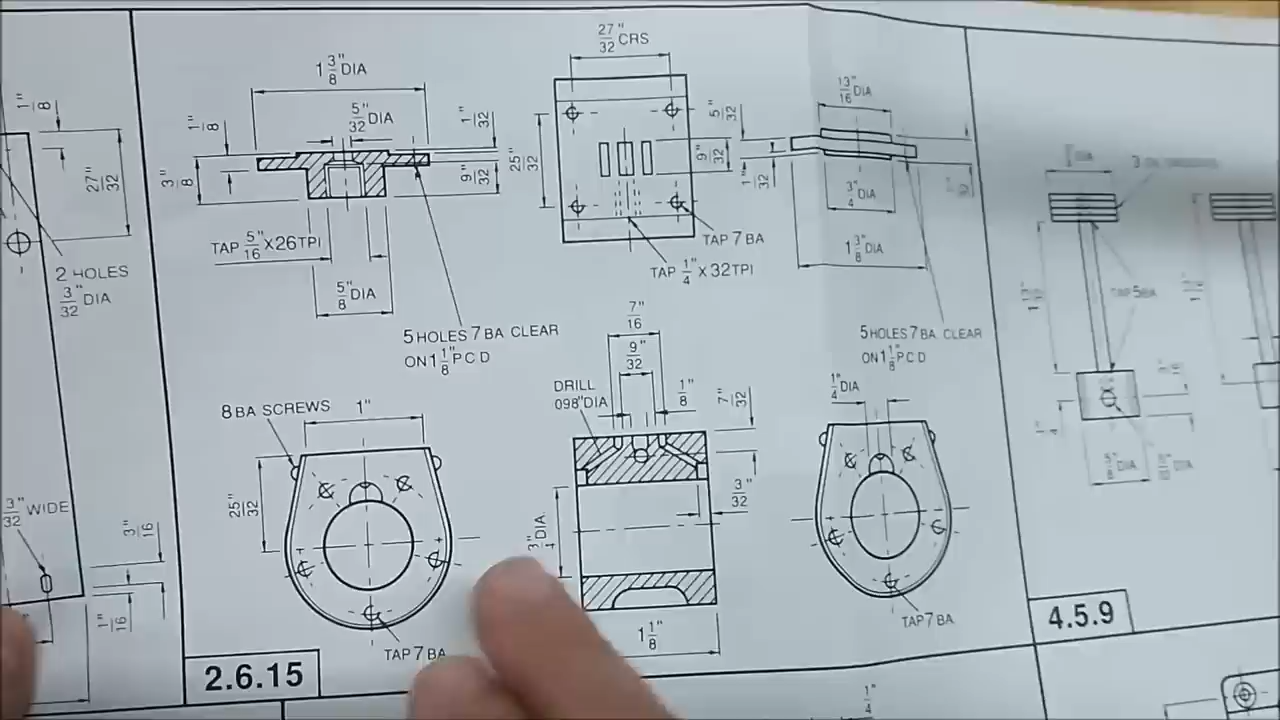 27"
32 CRS
1 3"
8 DIA
5"
32 DIA
1"
8
3"
8
1"
32
9"
32
TAP 5"
16 X 26 TPI
5"
8 DIA
5 HOLES 7 BA CLEAR
ON 1 1"
8 P C D
25"
32
5"
32
9"
32
1"
32
TAP 7 BA
TAP 1"
4 X 32 TPI
13"
16 DIA
3"
4 DIA
1 3"
8 DIA
5 HOLES 7 BA CLEAR
ON 1 1"
8 P C D
1"
8
27"
32
2 HOLES
3"
32 DIA
3"
32 WIDE
3"
16
1"
16
8 BA SCREWS
1"
25"
32
TAP 7 BA
2.6.15
7"
16
9"
32
DRILL
.098" DIA
1"
8
7"
32
3"
32
3"
4 DIA.
1 1"
8
1"
4 DIA
TAP 7 BA
DIA
TAP 5BA
5"
8 DIA
DIA
4.5.9
1"
4